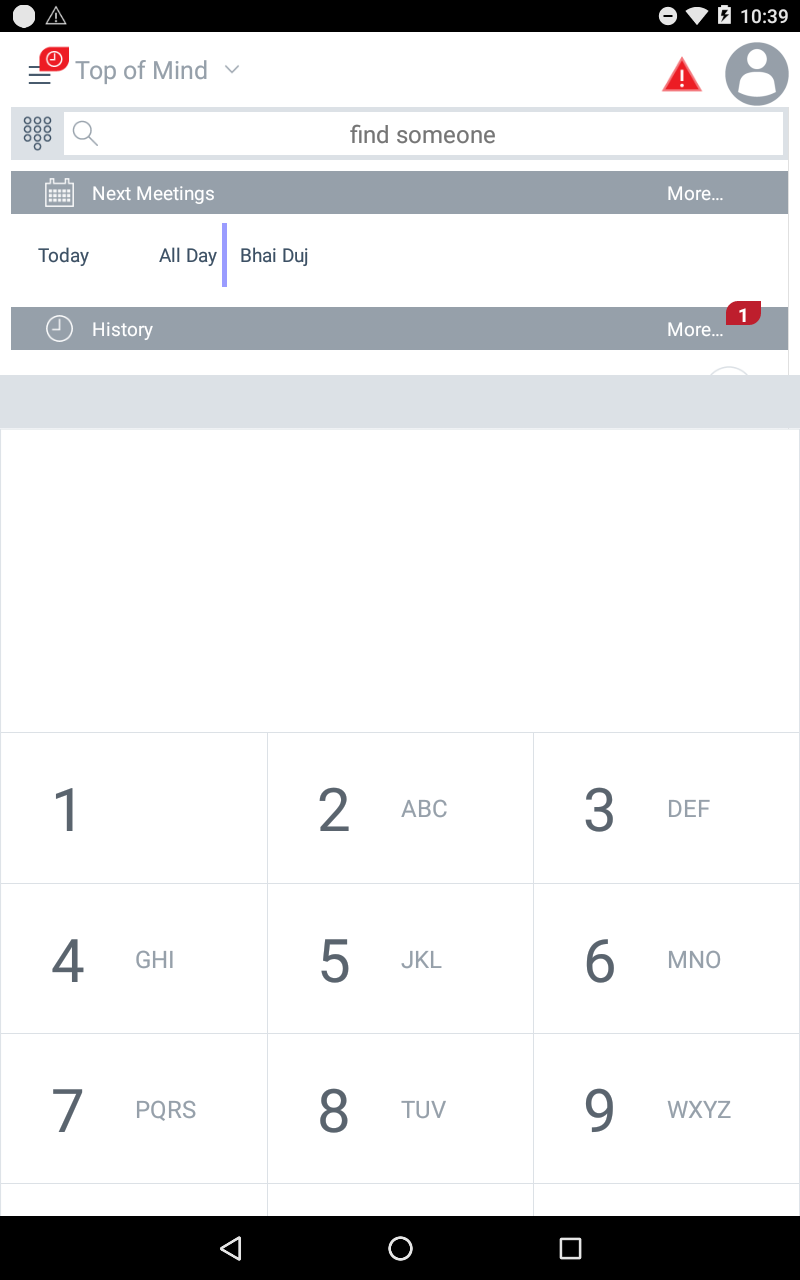 10:39
Top of Mind
find someone
Next Meetings More...
Today All Day Bhai Duj
History More... 1
1
2 ABC
3 DEF
4 GHI
5 JKL
6 MNO
7 PQRS
8 TUV
9 WXYZ